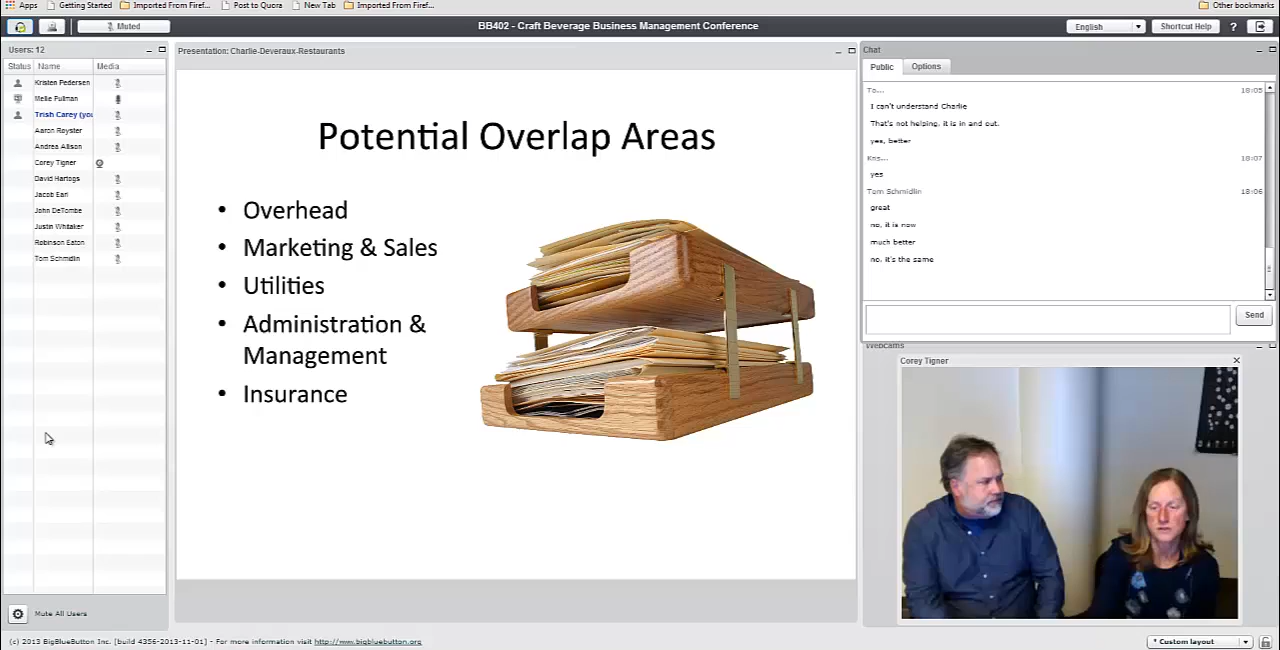 Apps Getting Started Imported From Firef... Post to Quora New Tab Imported From Firef... Other bookmarks
Muted BB402 - Craft Beverage Business Management Conference English Shortcut Help ?
Users: 12
Status Name Media
Kristen Pedersen
Melie Pullman
Trish Carey (you
Aaron Royster
Andrea Allison
Corey Tigner
David Hartogs
Jacob Earl
John DeTombe
Justin Whitaker
Robinson Eaton
Tom Schmidlin
Mute All Users
Presentation: Charlie-Deveraux-Restaurants
Potential Overlap Areas
• Overhead
• Marketing & Sales
• Utilities
• Administration &
Management
• Insurance
Chat
Public Options
To... 18:05
I can't understand Charlie
That's not helping, it is in and out.
yes, better
Kris... 18:07
yes
Tom Schmidlin 18:06
great
no, it is now
much better
no, it's the same
Send
Webcams
Corey Tigner
(c) 2013 BigBlueButton Inc. [build 4356-2013-11-01] - For more information visit http://www.bigbluebutton.org
* Custom layout